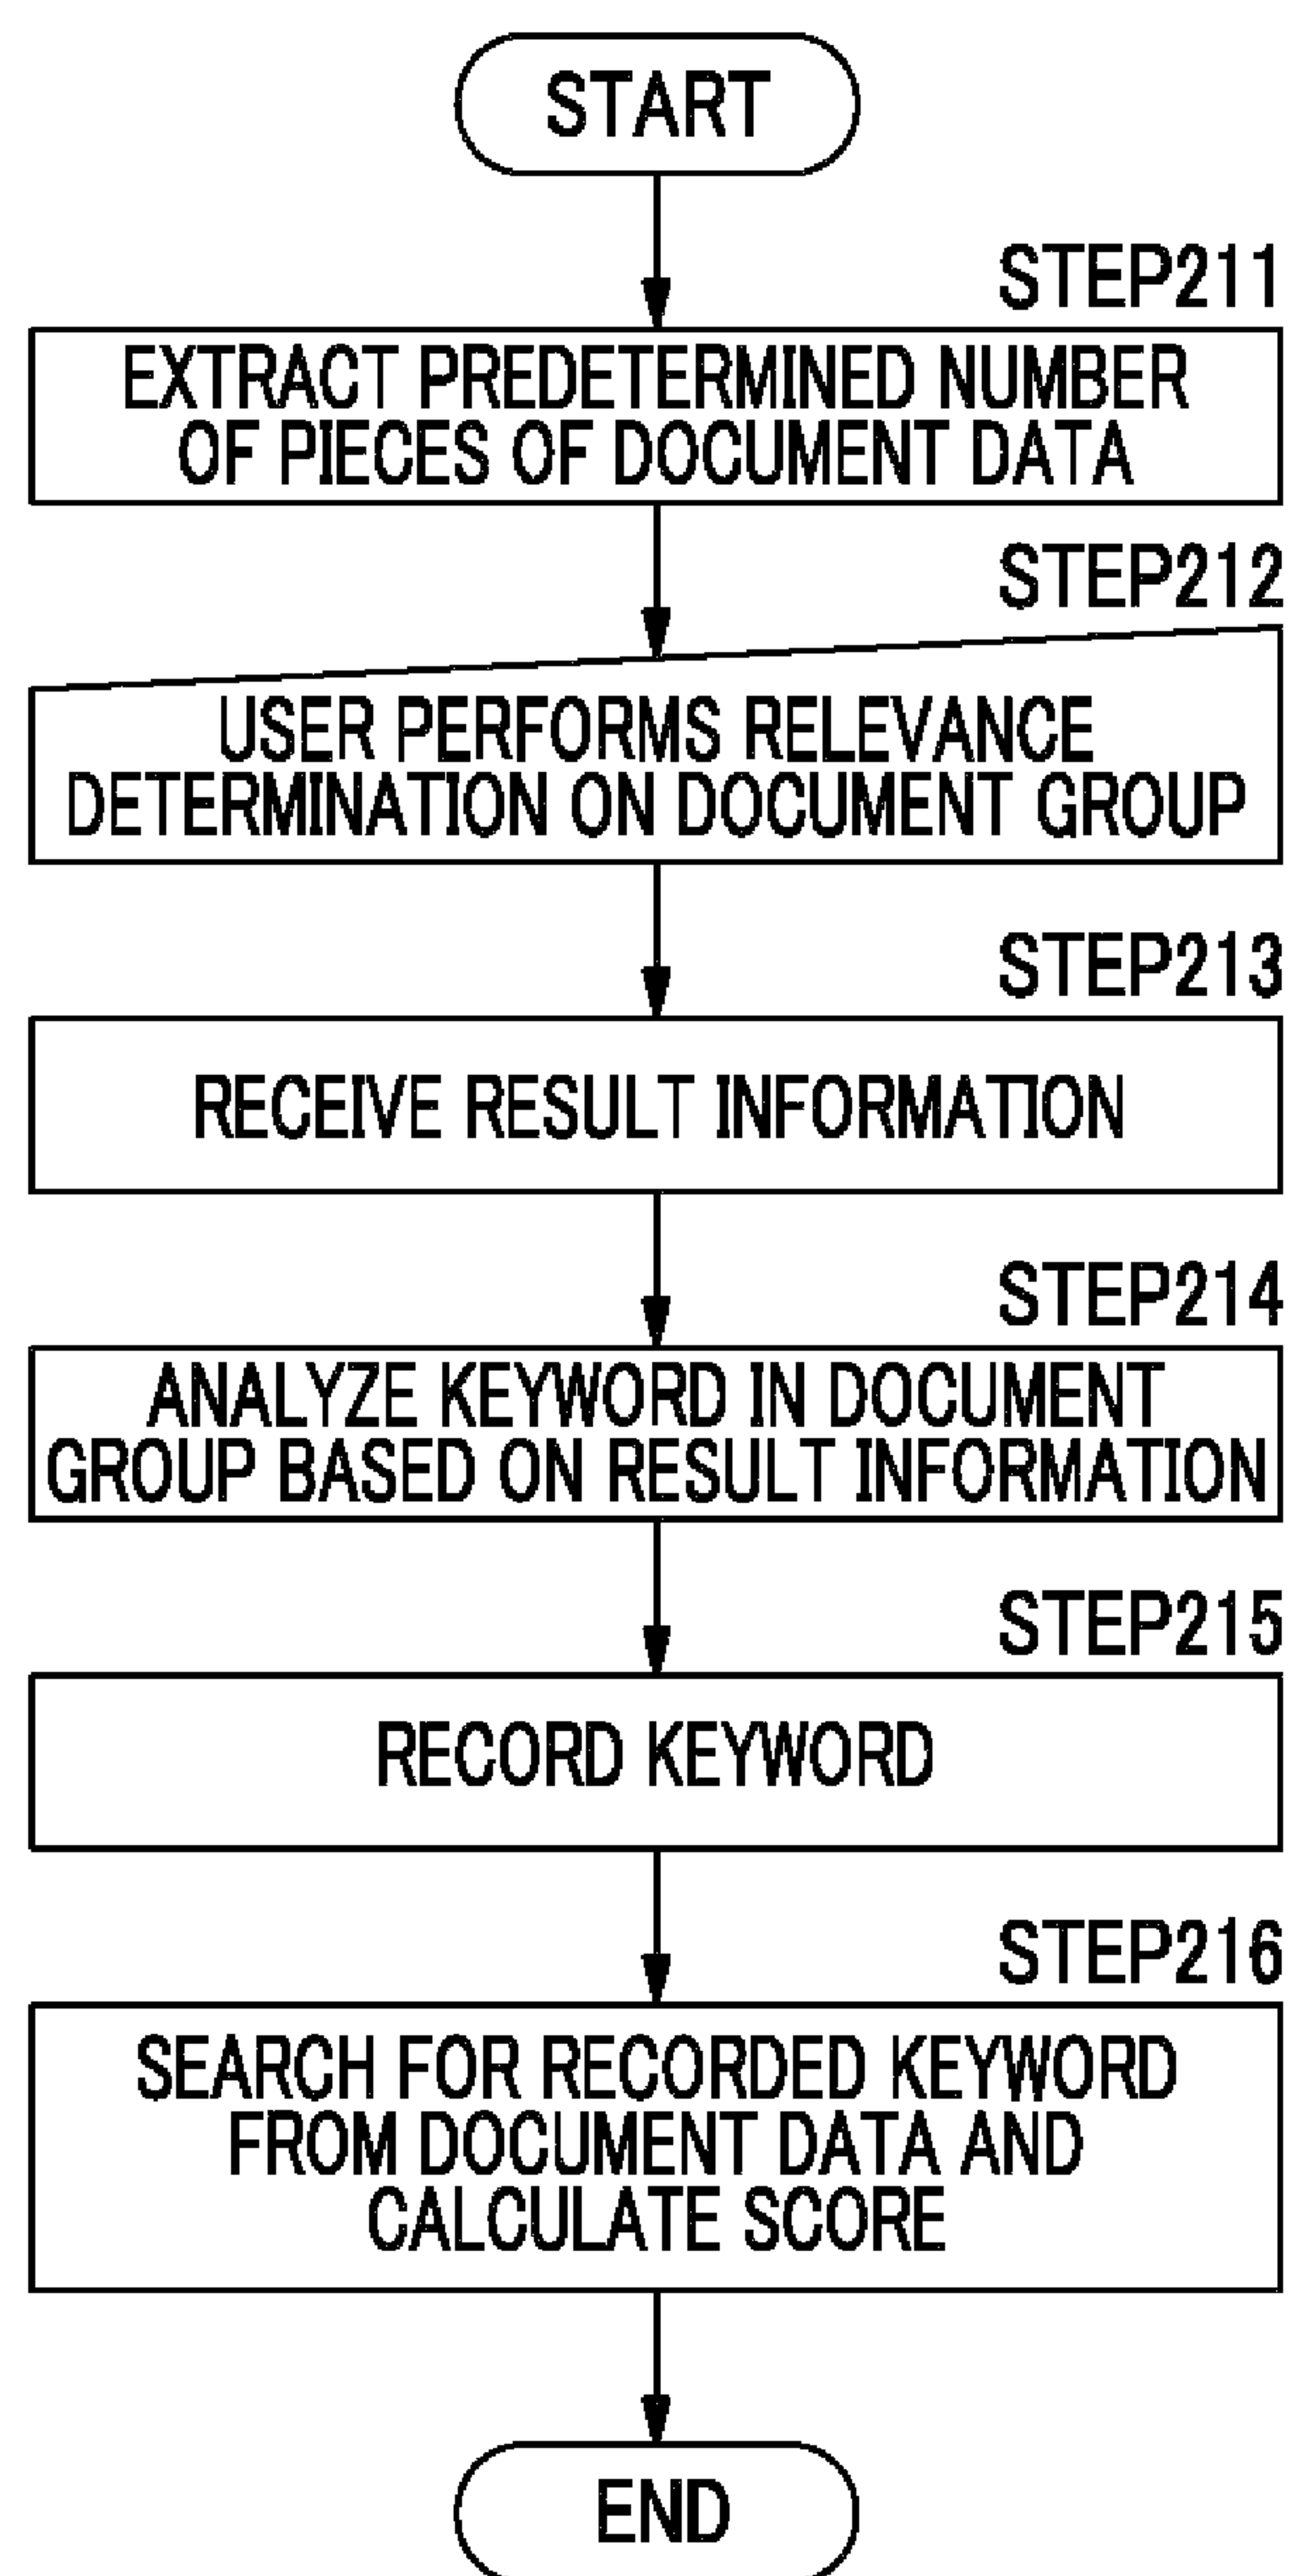 START
STEP211
EXTRACT PREDETERMINED NUMBER
OF PIECES OF DOCUMENT DATA
STEP212
USER PERFORMS RELEVANCE
DETERMINATION ON DOCUMENT GROUP
STEP213
RECEIVE RESULT INFORMATION
STEP214
ANALYZE KEYWORD IN DOCUMENT
GROUP BASED ON RESULT INFORMATION
STEP215
RECORD KEYWORD
STEP216
SEARCH FOR RECORDED KEYWORD
FROM DOCUMENT DATA AND
CALCULATE SCORE
END